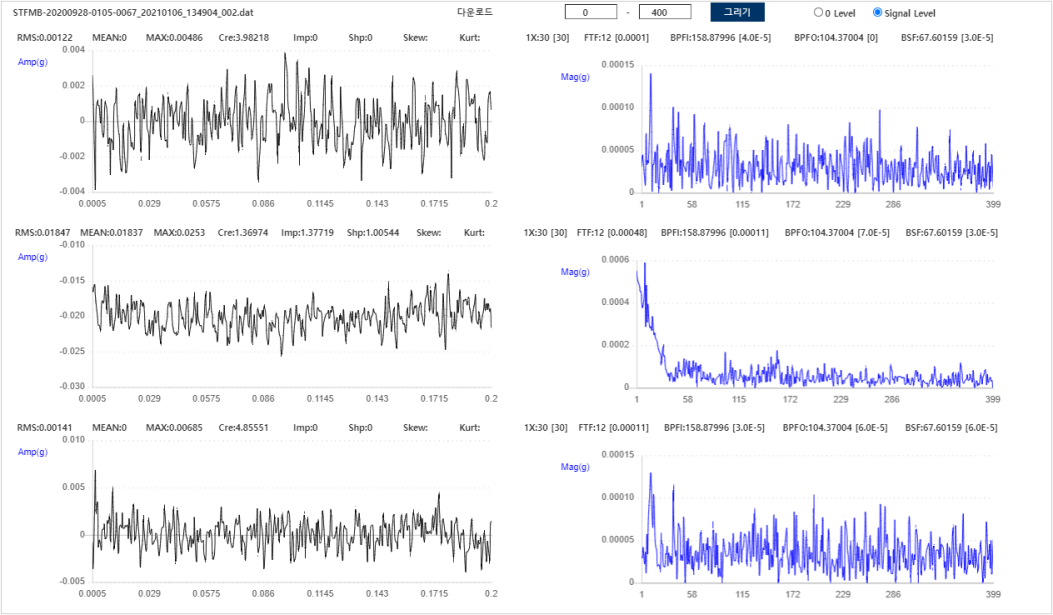 STFMB-20200928-0105-0067_20210106_134904_002.dat 다운로드 0 - 400 그리기 0 Level Signal Level
RMS:0.00122 MEAN:0 MAX:0.00486 Cre:3.98218 Imp:0 Shp:0 Skew: Kurt:
Amp(g)
0.004
0.002
0
-0.002
-0.004
0.0005 0.029 0.0575 0.086 0.1145 0.143 0.1715 0.2
1X:30 [30] FTF:12 [0.0001] BPFI:158.87996 [4.0E-5] BPFO:104.37004 [0] BSF:67.60159 [3.0E-5]
Mag(g)
0.00015
0.00010
0.00005
0
1 58 115 172 229 286 399
RMS:0.01847 MEAN:0.01837 MAX:0.0253 Cre:1.36974 Imp:1.37719 Shp:1.00544 Skew: Kurt:
Amp(g)
-0.010
-0.015
-0.020
-0.025
-0.030
0.0005 0.029 0.0575 0.086 0.1145 0.143 0.1715 0.2
1X:30 [30] FTF:12 [0.00048] BPFI:158.87996 [0.00011] BPFO:104.37004 [7.0E-5] BSF:67.60159 [3.0E-5]
Mag(g)
0.0006
0.0004
0.0002
0
1 58 115 172 229 286 399
RMS:0.00141 MEAN:0 MAX:0.00685 Cre:4.85551 Imp:0 Shp:0 Skew: Kurt:
Amp(g)
0.010
0.005
0
-0.005
0.0005 0.029 0.0575 0.086 0.1145 0.143 0.1715 0.2
1X:30 [30] FTF:12 [0.00011] BPFI:158.87996 [3.0E-5] BPFO:104.37004 [6.0E-5] BSF:67.60159 [6.0E-5]
Mag(g)
0.00015
0.00010
0.00005
0
1 58 115 172 229 286 399